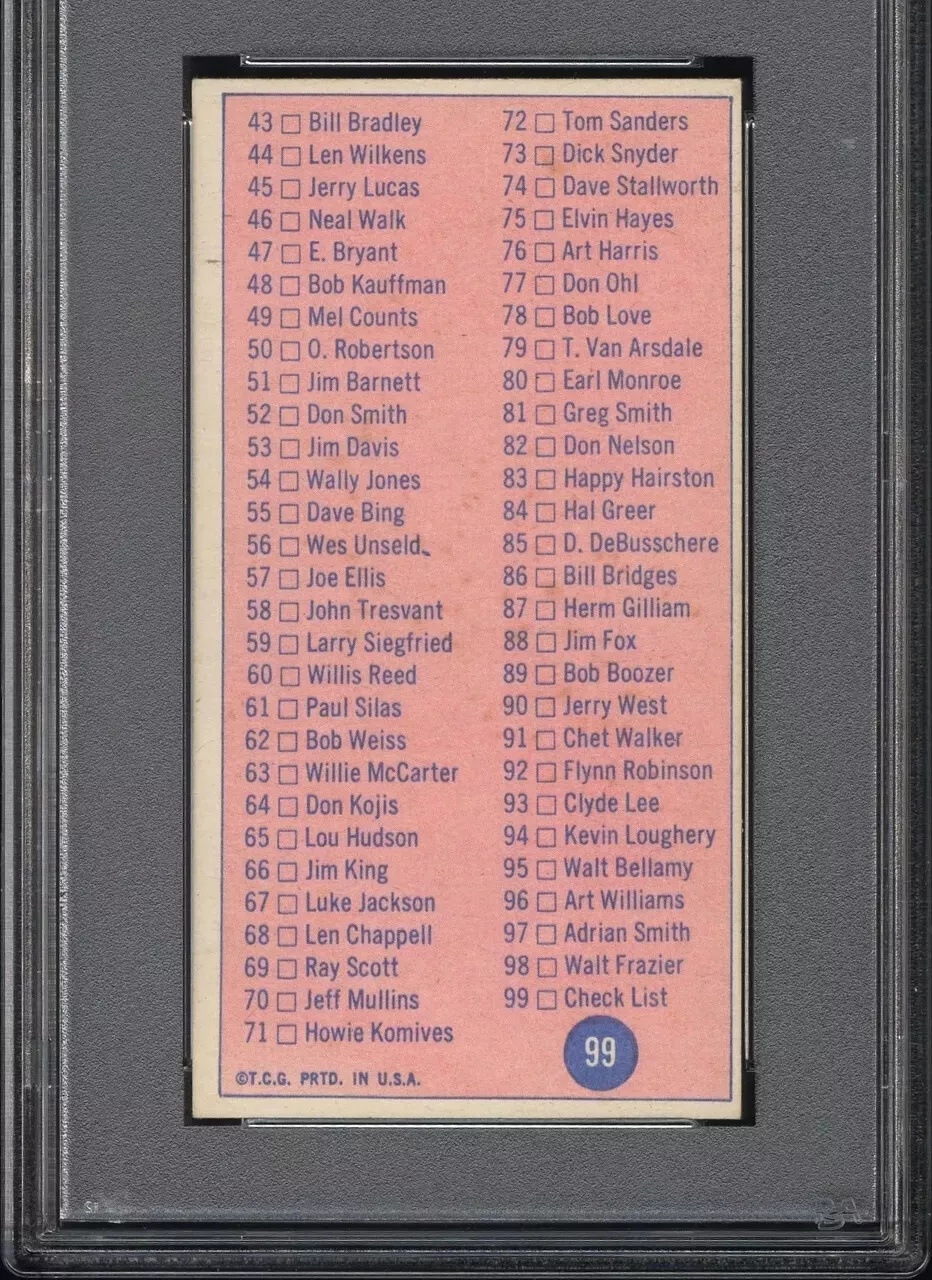 43 □ Bill Bradley
44 □ Len Wilkens
45 □ Jerry Lucas
46 □ Neal Walk
47 □ E. Bryant
48 □ Bob Kauffman
49 □ Mel Counts
50 □ O. Robertson
51 □ Jim Barnett
52 □ Don Smith
53 □ Jim Davis
54 □ Wally Jones
55 □ Dave Bing
56 □ Wes Unseld
57 □ Joe Ellis
58 □ John Tresvant
59 □ Larry Siegfried
60 □ Willis Reed
61 □ Paul Silas
62 □ Bob Weiss
63 □ Willie McCarter
64 □ Don Kojis
65 □ Lou Hudson
66 □ Jim King
67 □ Luke Jackson
68 □ Len Chappell
69 □ Ray Scott
70 □ Jeff Mullins
71 □ Howie Komives
©T.C.G. PRTD. IN U.S.A.
72 □ Tom Sanders
73 □ Dick Snyder
74 □ Dave Stallworth
75 □ Elvin Hayes
76 □ Art Harris
77 □ Don Ohl
78 □ Bob Love
79 □ T. Van Arsdale
80 □ Earl Monroe
81 □ Greg Smith
82 □ Don Nelson
83 □ Happy Hairston
84 □ Hal Greer
85 □ D. DeBusschere
86 □ Bill Bridges
87 □ Herm Gilliam
88 □ Jim Fox
89 □ Bob Boozer
90 □ Jerry West
91 □ Chet Walker
92 □ Flynn Robinson
93 □ Clyde Lee
94 □ Kevin Loughery
95 □ Walt Bellamy
96 □ Art Williams
97 □ Adrian Smith
98 □ Walt Frazier
99 □ Check List
99
PSA